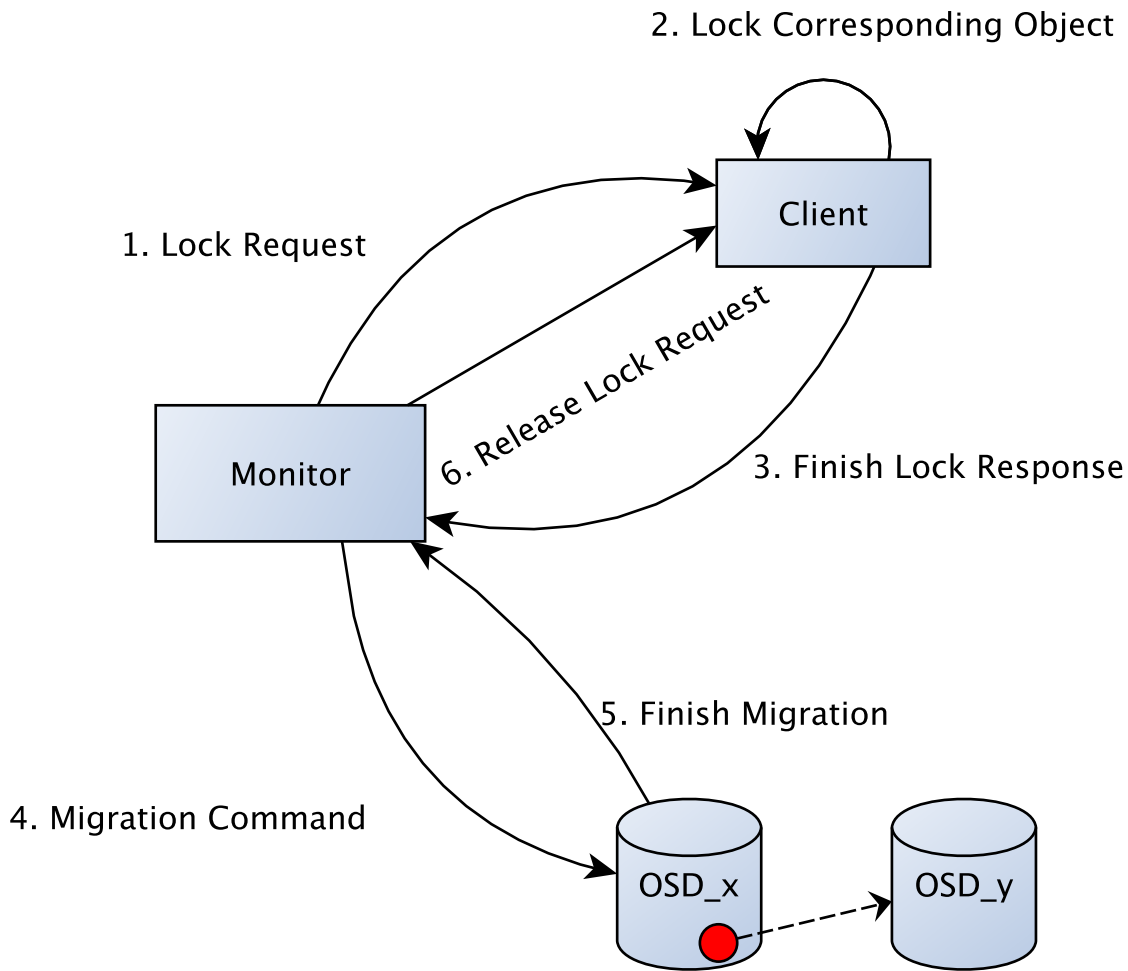 2. Lock Corresponding Object
Client
1. Lock Request
6. Release Lock Request
Monitor
3. Finish Lock Response
5. Finish Migration
4. Migration Command
OSD_x
OSD_y